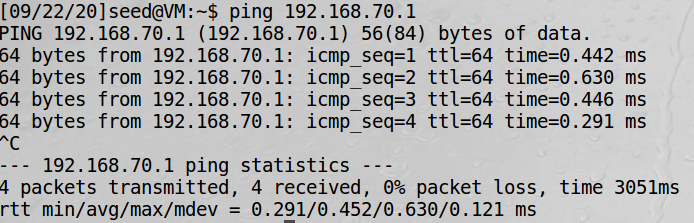 [09/22/20]seed@VM:~$ ping 192.168.70.1
PING 192.168.70.1 (192.168.70.1) 56(84) bytes of data.
64 bytes from 192.168.70.1: icmp_seq=1 ttl=64 time=0.442 ms
64 bytes from 192.168.70.1: icmp_seq=2 ttl=64 time=0.630 ms
64 bytes from 192.168.70.1: icmp_seq=3 ttl=64 time=0.446 ms
64 bytes from 192.168.70.1: icmp_seq=4 ttl=64 time=0.291 ms
^C
--- 192.168.70.1 ping statistics ---
4 packets transmitted, 4 received, 0% packet loss, time 3051ms
rtt min/avg/max/mdev = 0.291/0.452/0.630/0.121 ms